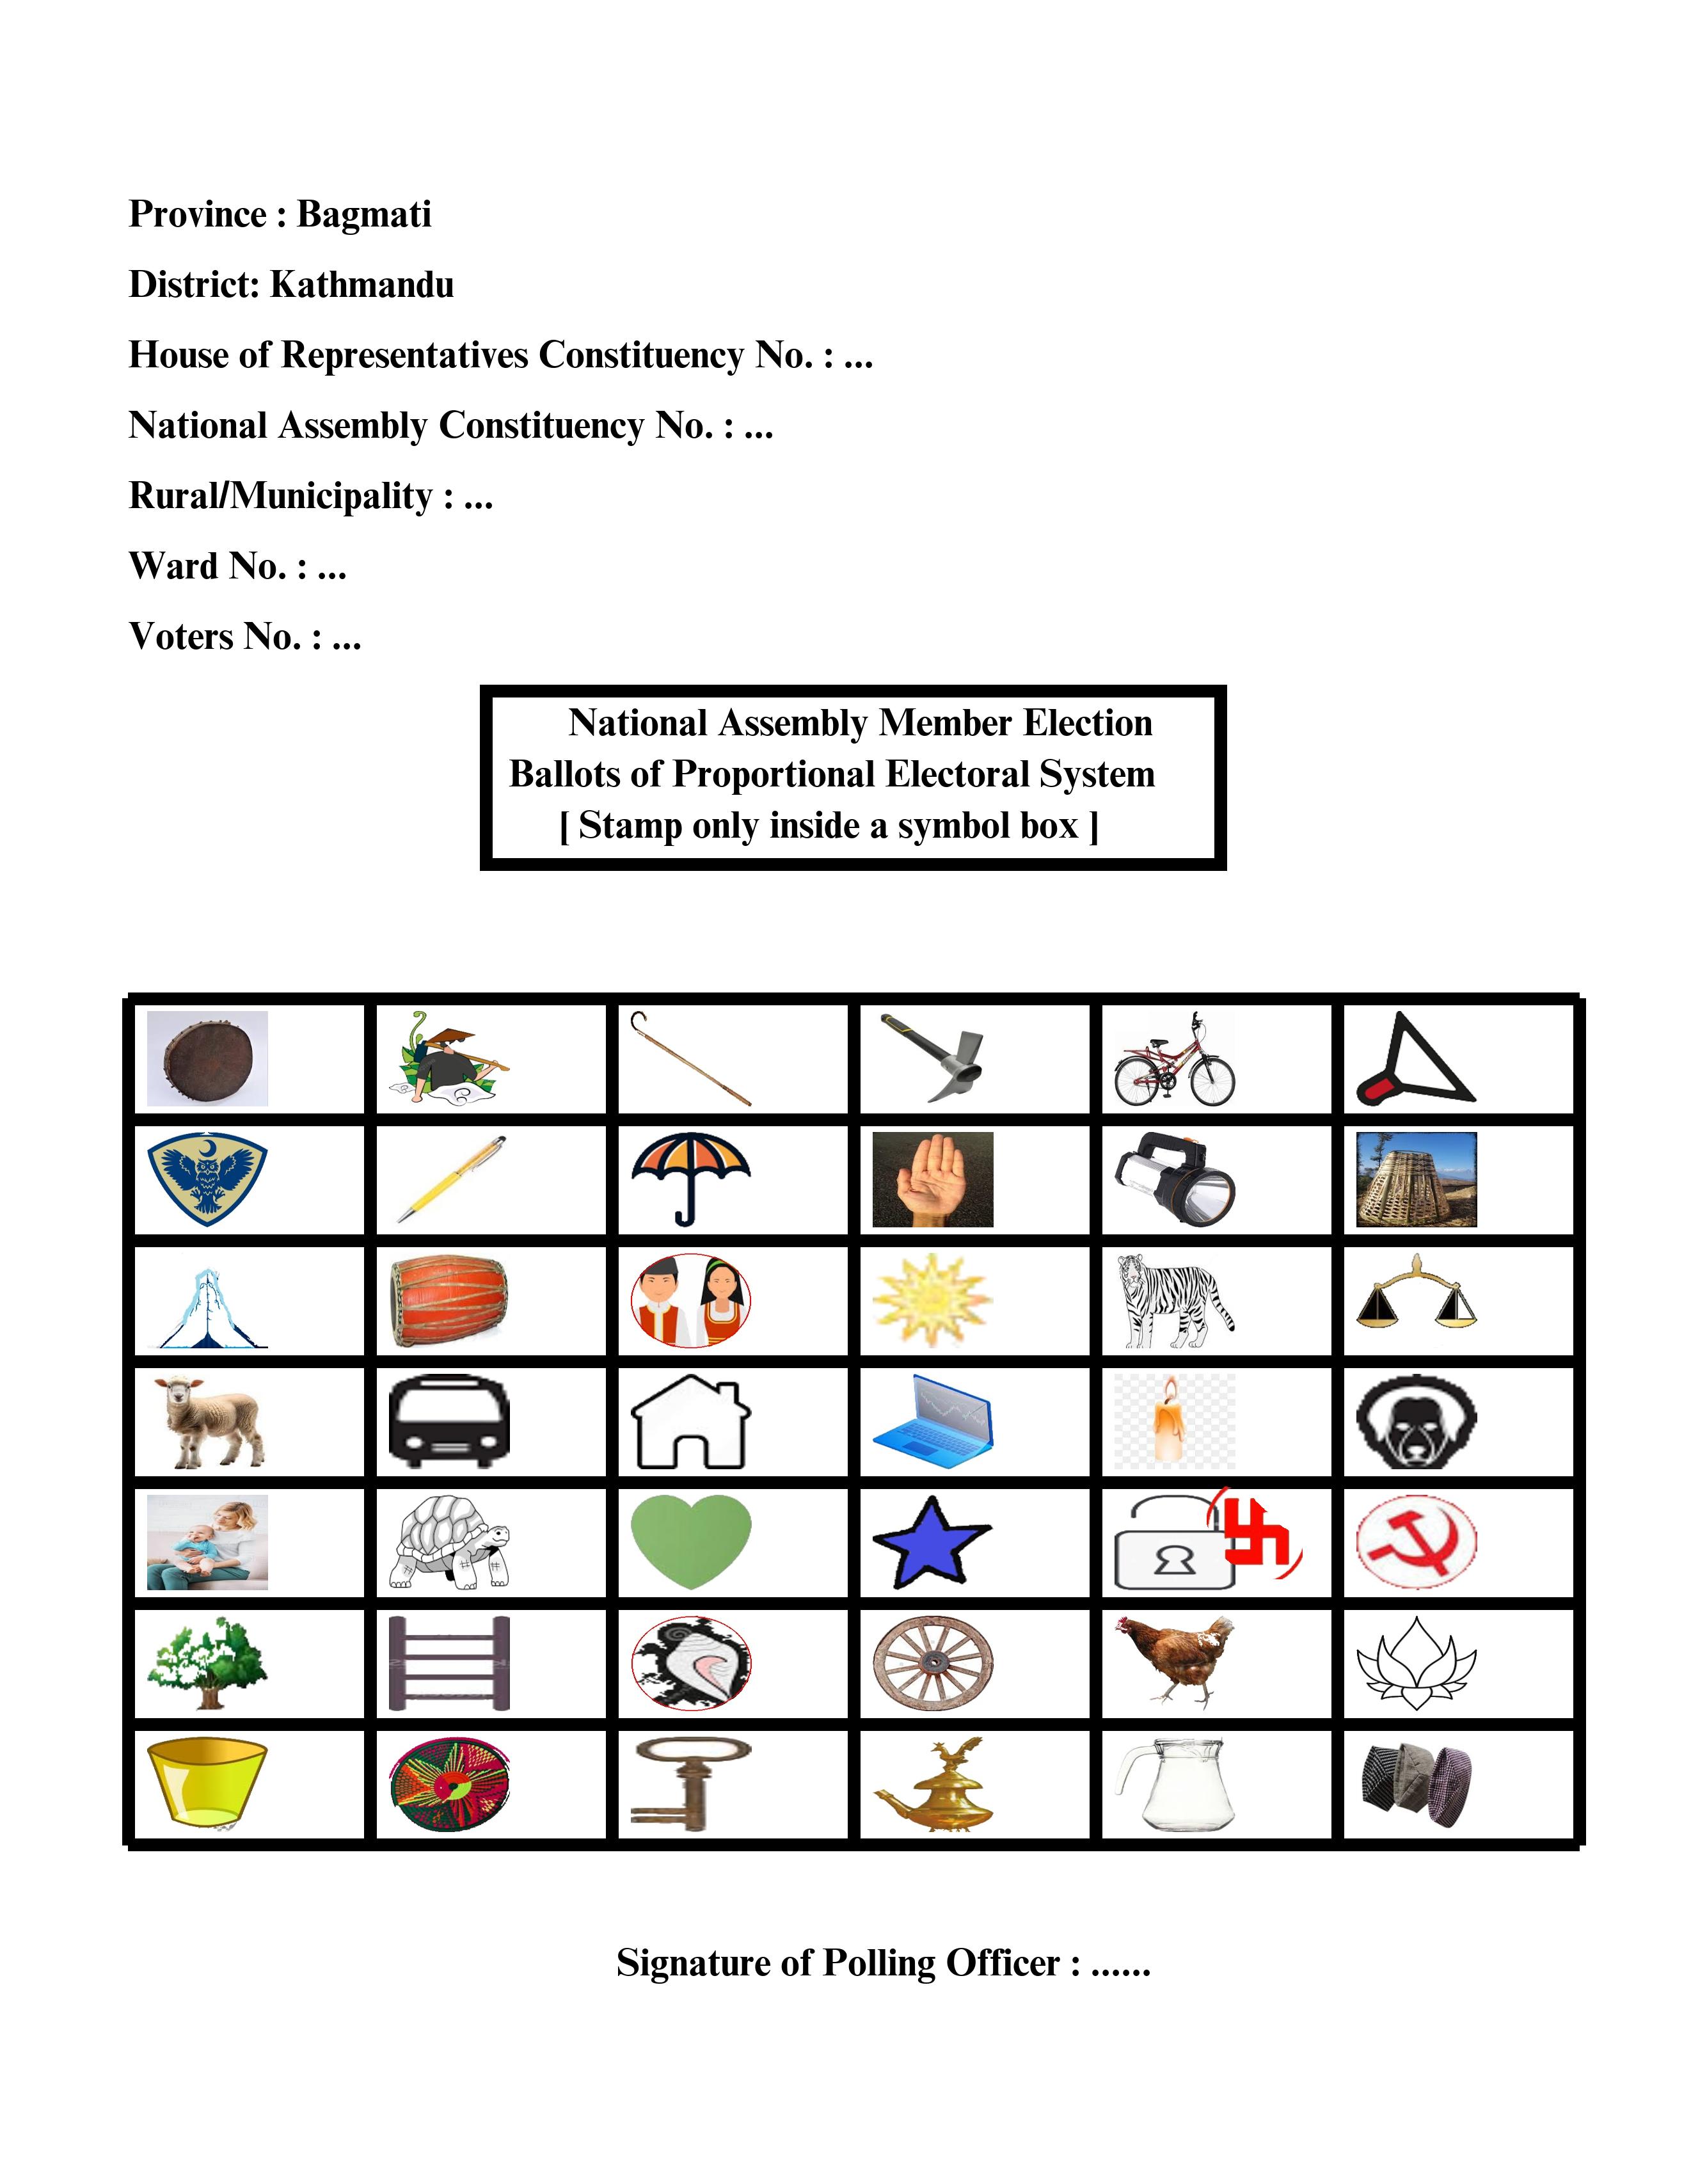 Province : Bagmati
District: Kathmandu
House of Representatives Constituency No. : ...
National Assembly Constituency No. : ...
Rural/Municipality : ...
Ward No. : ...
Voters No. : ...
National Assembly Member Election
Ballots of Proportional Electoral System
[ Stamp only inside a symbol box ]
Signature of Polling Officer : ......